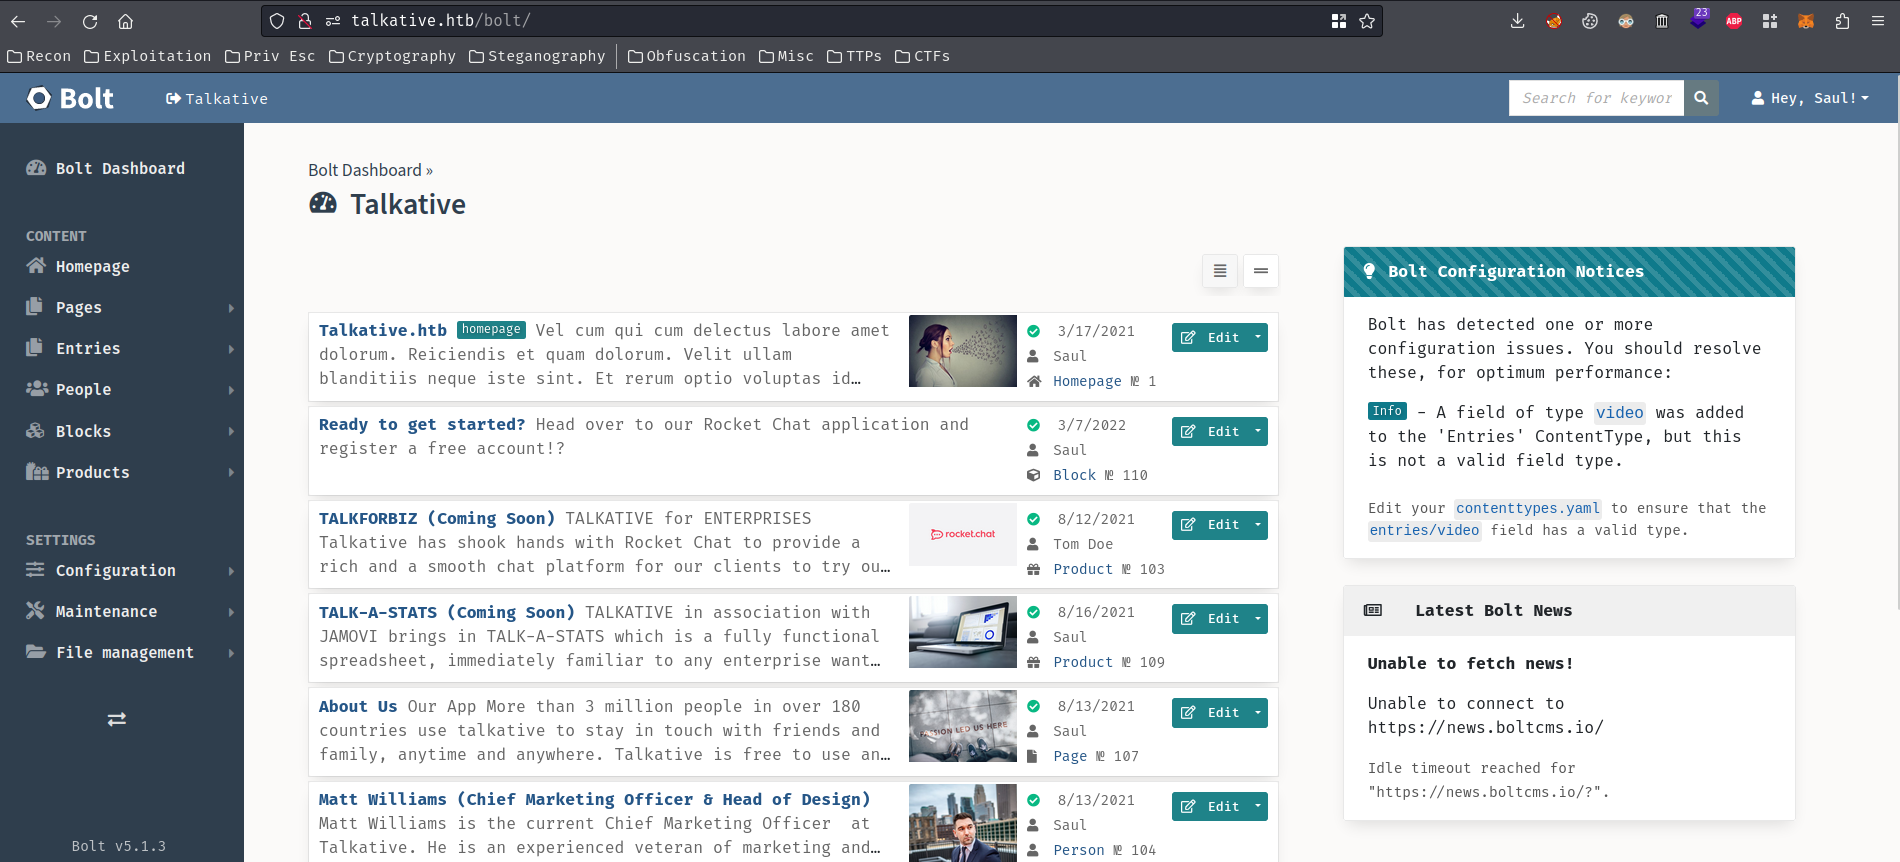 talkative.htb/bolt/
23
ABP
Recon Exploitation Priv Esc Cryptography Steganography Obfuscation Misc TTPs CTFs
Bolt
Talkative
Search for keywor
Hey, Saul!
Bolt Dashboard
CONTENT
Homepage
Pages
Entries
People
Blocks
Products
SETTINGS
Configuration
Maintenance
File management
Bolt v5.1.3
Bolt Dashboard »
Talkative
Talkative.htb homepage Vel cum qui cum delectus labore amet
dolorum. Reiciendis et quam dolorum. Velit ullam
blanditiis neque iste sint. Et rerum optio voluptas id…
3/17/2021
Saul
Homepage № 1
Edit
Ready to get started? Head over to our Rocket Chat application and
register a free account!?
3/7/2022
Saul
Block № 110
Edit
TALKFORBIZ (Coming Soon) TALKATIVE for ENTERPRISES
Talkative has shook hands with Rocket Chat to provide a
rich and a smooth chat platform for our clients to try ou…
rocket.chat
8/12/2021
Tom Doe
Product № 103
Edit
TALK-A-STATS (Coming Soon) TALKATIVE in association with
JAMOVI brings in TALK-A-STATS which is a fully functional
spreadsheet, immediately familiar to any enterprise want…
8/16/2021
Saul
Product № 109
Edit
About Us Our App More than 3 million people in over 180
countries use talkative to stay in touch with friends and
family, anytime and anywhere. Talkative is free to use an…
PASSION LED US HERE
8/13/2021
Saul
Page № 107
Edit
Matt Williams (Chief Marketing Officer & Head of Design)
Matt Williams is the current Chief Marketing Officer at
Talkative. He is an experienced veteran of marketing and…
8/13/2021
Saul
Person № 104
Edit
Bolt Configuration Notices
Bolt has detected one or more
configuration issues. You should resolve
these, for optimum performance:
Info - A field of type video was added
to the 'Entries' ContentType, but this
is not a valid field type.
Edit your contenttypes.yaml to ensure that the
entries/video field has a valid type.
Latest Bolt News
Unable to fetch news!
Unable to connect to
https://news.boltcms.io/
Idle timeout reached for
"https://news.boltcms.io/?".